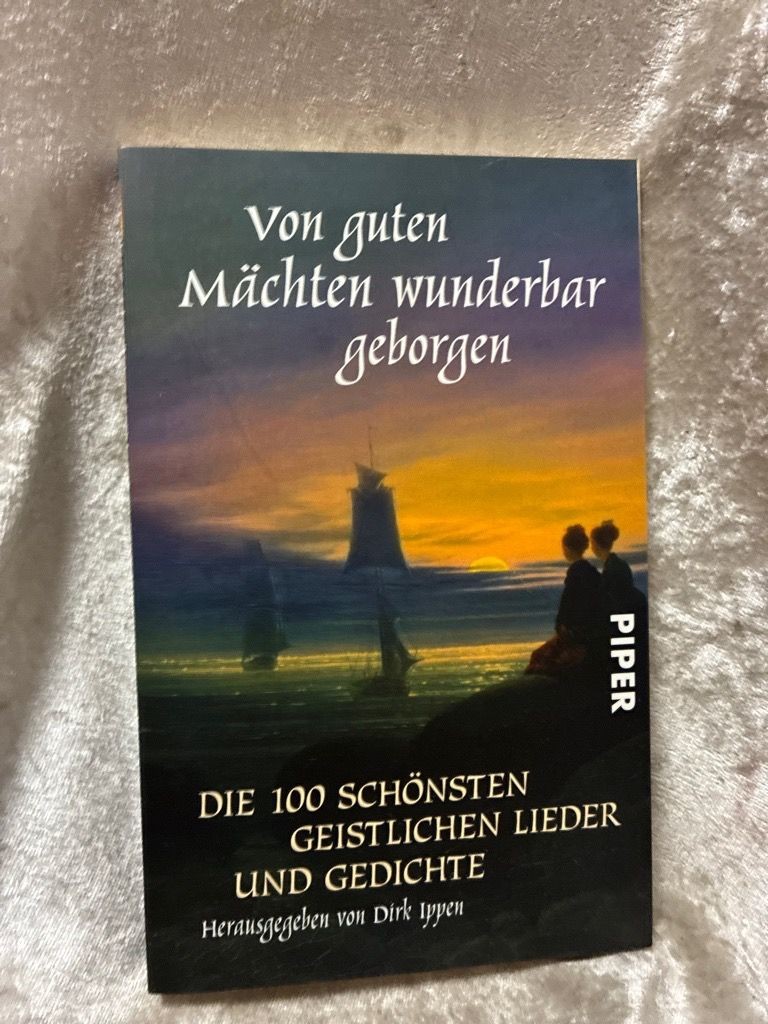 Von guten
Mächten wunderbar
geborgen
PIPER
DIE 100 SCHÖNSTEN
GEISTLICHEN LIEDER
UND GEDICHTE
Herausgegeben von Dirk Ippen